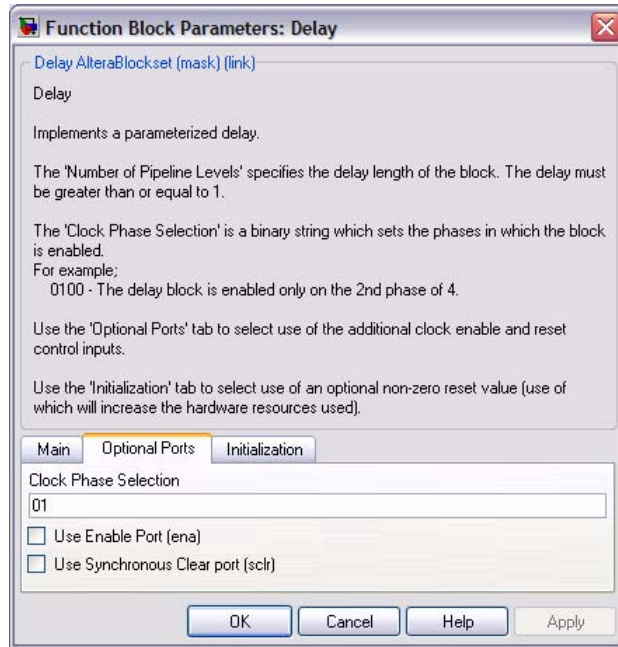 Function Block Parameters: Delay
Delay AlteraBlockset (mask) (link)
Delay
Implements a parameterized delay.
The 'Number of Pipeline Levels' specifies the delay length of the block. The delay must
be greater than or equal to 1.
The 'Clock Phase Selection' is a binary string which sets the phases in which the block
is enabled.
For example;
0100 - The delay block is enabled only on the 2nd phase of 4.
Use the 'Optional Ports' tab to select use of the additional clock enable and reset
control inputs.
Use the 'Initialization' tab to select use of an optional non-zero reset value (use of
which will increase the hardware resources used).
Main Optional Ports Initialization
Clock Phase Selection
01
Use Enable Port (ena)
Use Synchronous Clear port (sclr)
OK Cancel Help Apply